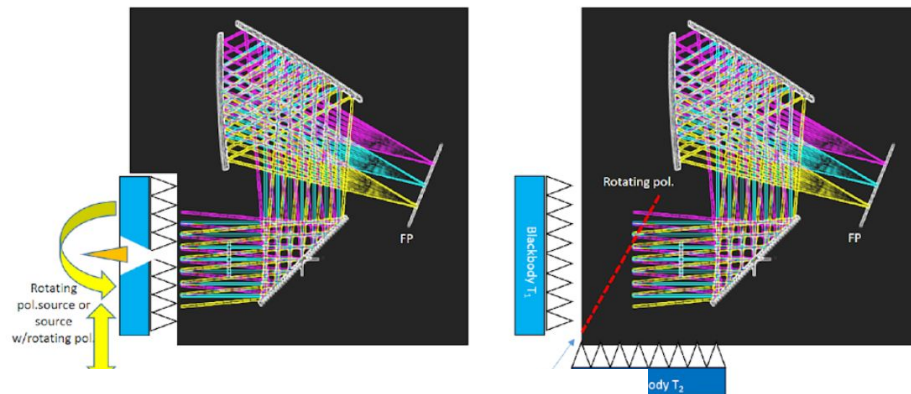 FP
Rotating
pol.source or
source
w/rotating pol.
Rotating pol.
FP
Blackbody T₁
ody T₂